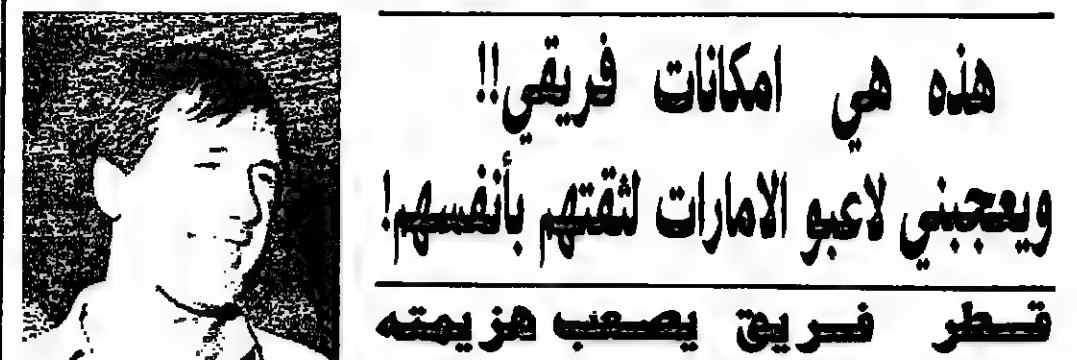 هذه هي امكانات فريقي!!
ويعجبني لاعبو الامارات لثقتهم بأنفسهم!
قطر فريق يصعب هزيمته